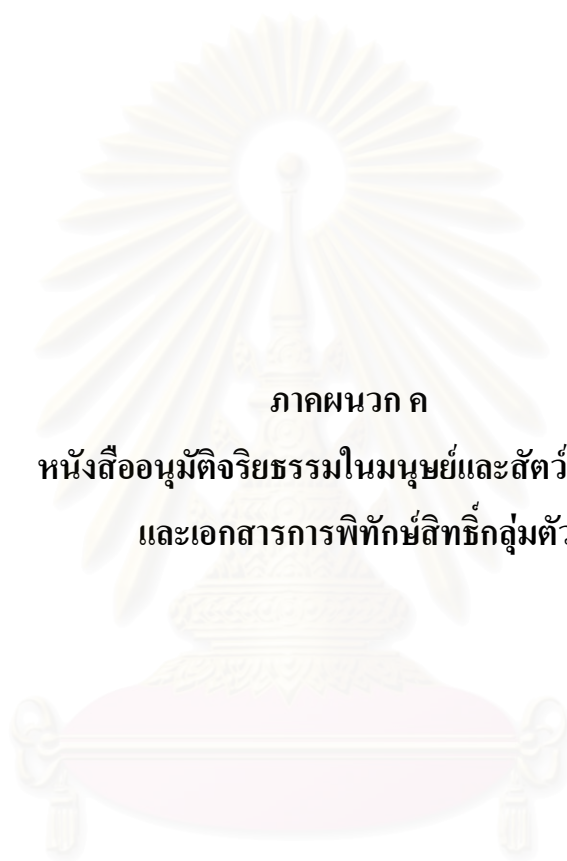 ภาคผนวก ค
หนังสืออนุมัติจริยธรรมในมนุษย์และสัตว์
และเอกสารการพิทักษ์สิทธิ์กลุ่มตัว